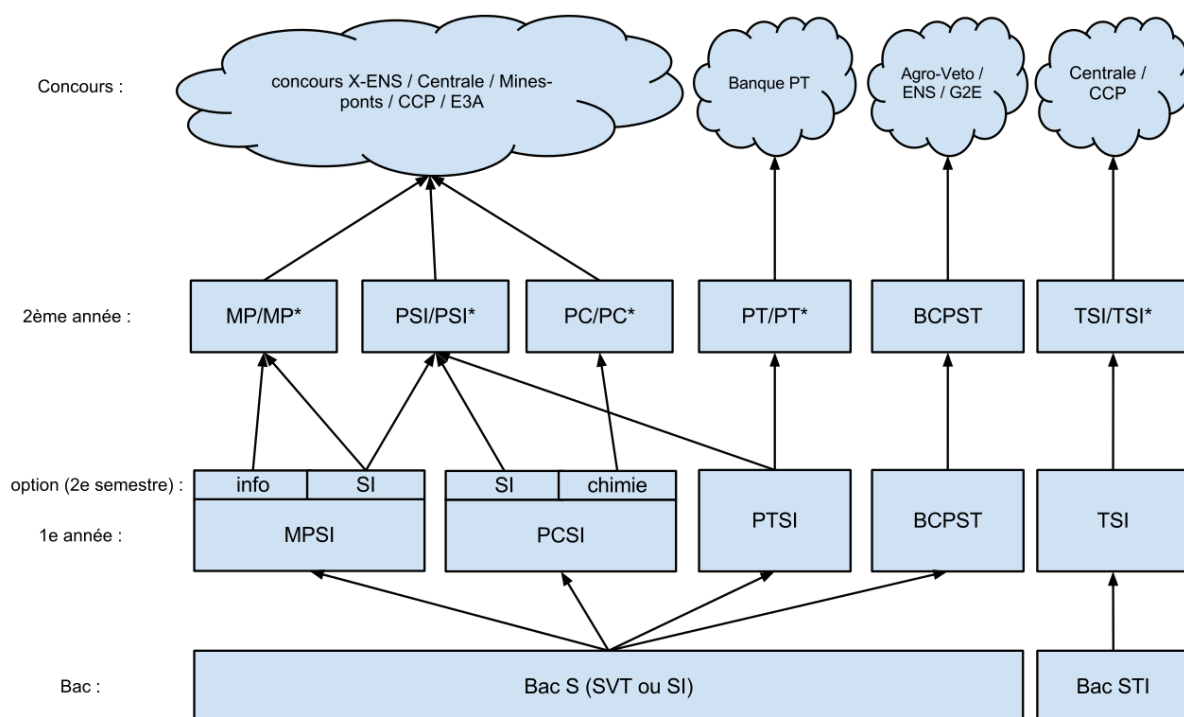 Concours :
concours X-ENS / Centrale / Mines-
ponts / CCP / E3A
Banque PT
Agro-Veto /
ENS / G2E
Centrale /
CCP
2ème année :
MP/MP*
PSI/PSI*
PC/PC*
PT/PT*
BCPST
TSI/TSI*
option (2e semestre) :
info
SI
SI
chimie
1e année :
MPSI
PCSI
PTSI
BCPST
TSI
Bac :
Bac S (SVT ou SI)
Bac STI